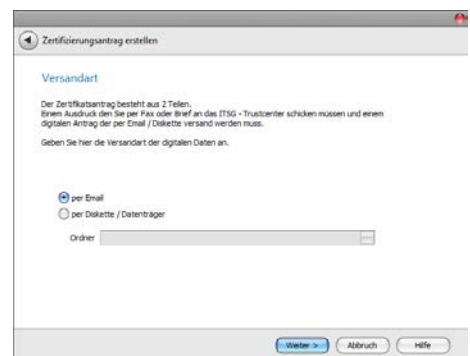 Zertifizierungsantrag erstellen
Versandart
Der Zertifikatsantrag besteht aus 2 Teilen.
Einem Ausdruck den Sie per Fax oder Brief an das ITSG - Trustcenter schicken müssen und einem
digitalen Antrag der per Email / Diskette versand werden muss.
Geben Sie hier die Versandart der digitalen Daten an.
per Email
per Diskette / Datenträger
Ordner
Weiter >
Abbruch
Hilfe